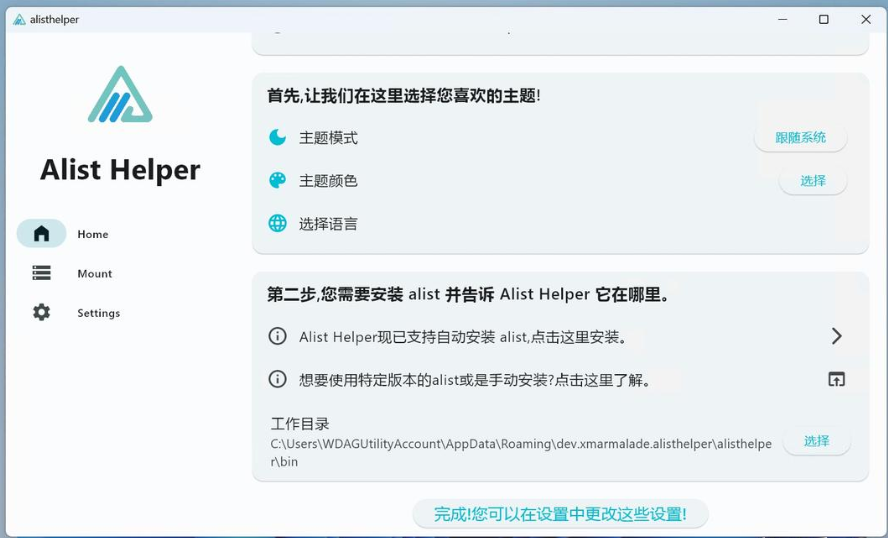 alisthelper
Alist Helper
Home
Mount
Settings
首先,让我们在这里选择您喜欢的主题!
主题模式
跟随系统
主题颜色
选择
选择语言
第二步,您需要安装 alist 并告诉 Alist Helper 它在哪里。
Alist Helper现已支持自动安装 alist,点击这里安装。
想要使用特定版本的alist或是手动安装?点击这里了解。
工作目录
C:\Users\WDAGUtilityAccount\AppData\Roaming\dev.xmarmalade.alisthelper\alisthelpe
r\bin
选择
完成!您可以在设置中更改这些设置!